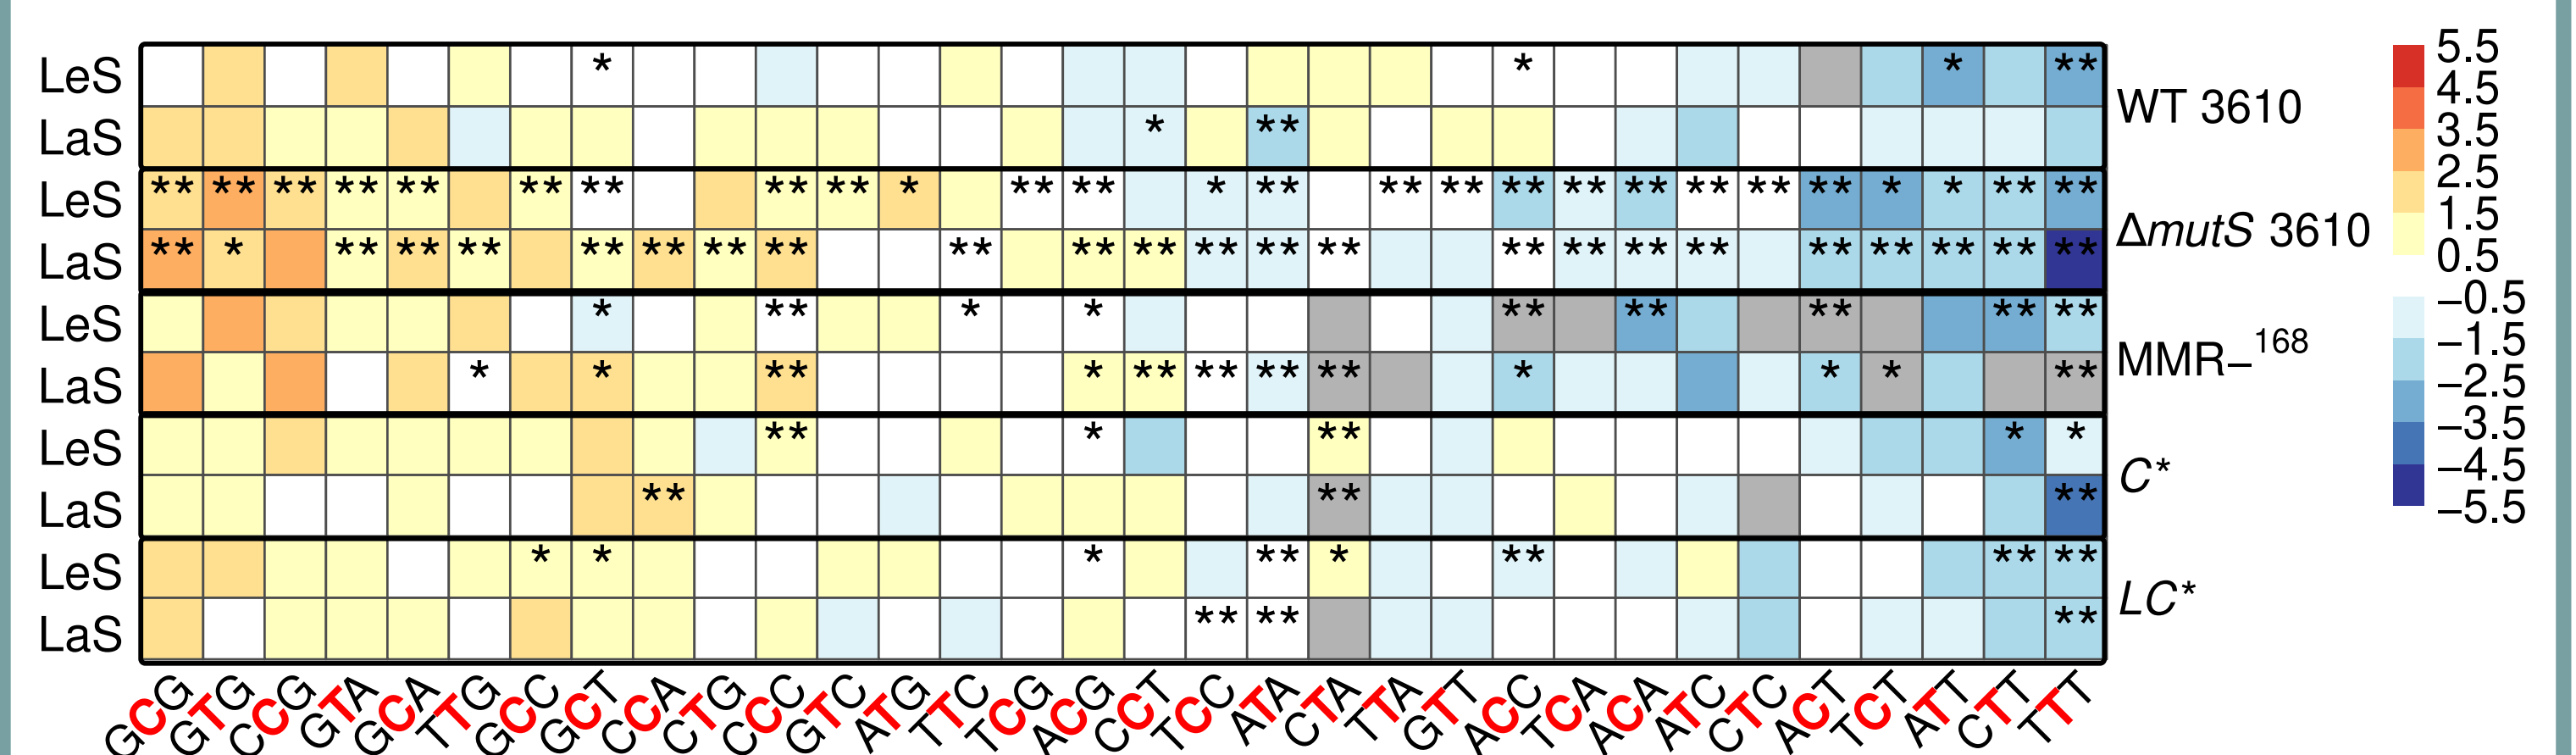 LeS * * * **
LaS * **
WT 3610
LeS ** ** ** ** ** ** ** ** ** * ** ** * ** ** ** ** ** ** ** ** ** * * ** **
LaS ** * ** ** ** ** ** ** ** ** ** ** ** ** ** ** ** ** ** ** ** ** ** **
ΔmutS 3610
LeS * ** * * ** ** ** ** **
LaS * * ** * ** ** ** ** * * * **
MMR–168
LeS ** * ** * *
LaS ** ** **
C*
LeS * * * ** * ** ** **
LaS ** ** **
LC*
GCG
GTG
CCG
GTA
GCA
TTG
GCC
GCT
CCA
CTG
CCC
GTC
ATG
TTC
TCG
ACG
CCT
TCC
ATA
CTA
TTA
GTT
ACC
TCA
ACA
ATC
CTC
ACT
TCT
ATT
CTT
TTT
5.5
4.5
3.5
2.5
1.5
0.5
–0.5
–1.5
–2.5
–3.5
–4.5
–5.5